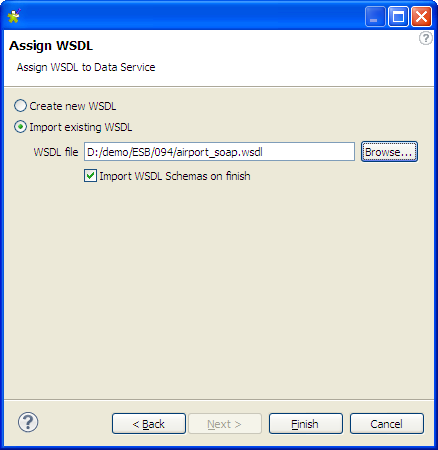 Assign WSDL
Assign WSDL to Data Service
Create new WSDL
Import existing WSDL
WSDL file D:/demo/ESB/094/airport_soap.wsdl Browse...
Import WSDL Schemas on finish
? < Back Next > Finish Cancel